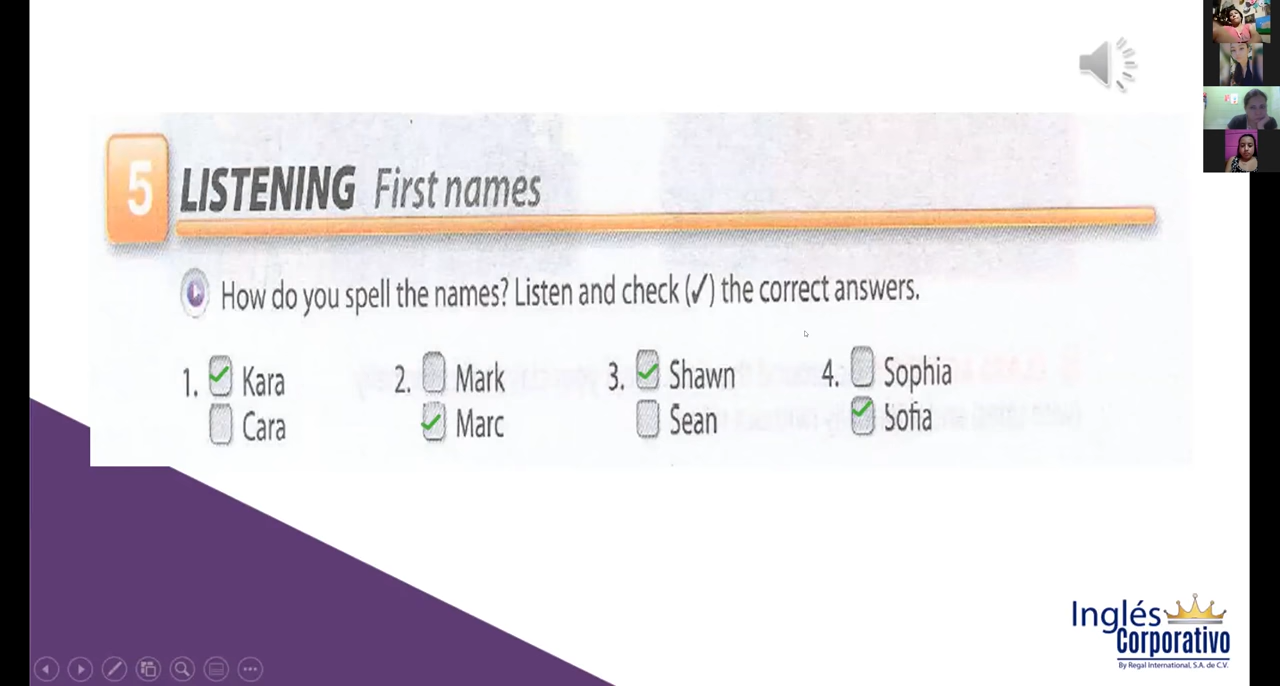 5 LISTENING First names
How do you spell the names? Listen and check (✓) the correct answers.
1. Kara 2. Mark 3. Shawn 4. Sophia
Cara Marc Sean Sofia
Inglés
Corporativo
By Regal International, S.A. de C.V.